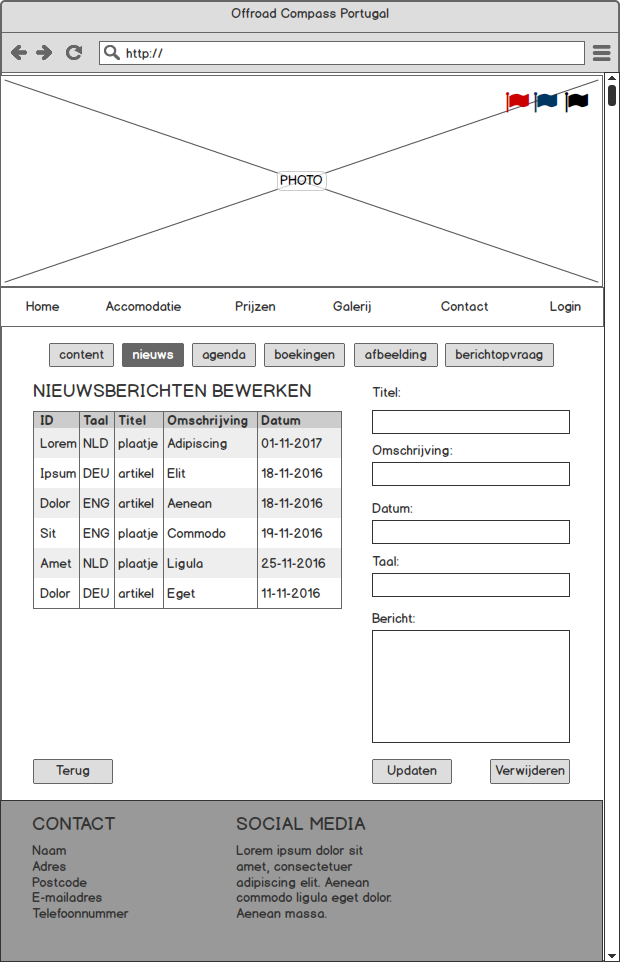 Offroad Compass Portugal
http://
PHOTO
Home Accomodatie Prijzen Galerij Contact Login
content nieuws agenda boekingen afbeelding berichtopvraag
NIEUWSBERICHTEN BEWERKEN
ID Taal Titel Omschrijving Datum
Lorem NLD plaatje Adipiscing 01-11-2017
Ipsum DEU artikel Elit 18-11-2016
Dolor ENG artikel Aenean 18-11-2016
Sit ENG plaatje Commodo 19-11-2016
Amet NLD plaatje Ligula 25-11-2016
Dolor DEU artikel Eget 11-11-2016
Titel:
Omschrijving:
Datum:
Taal:
Bericht:
Terug Updaten Verwijderen
CONTACT
Naam
Adres
Postcode
E-mailadres
Telefoonnummer
SOCIAL MEDIA
Lorem ipsum dolor sit
amet, consectetuer
adipiscing elit. Aenean
commodo ligula eget dolor.
Aenean massa.